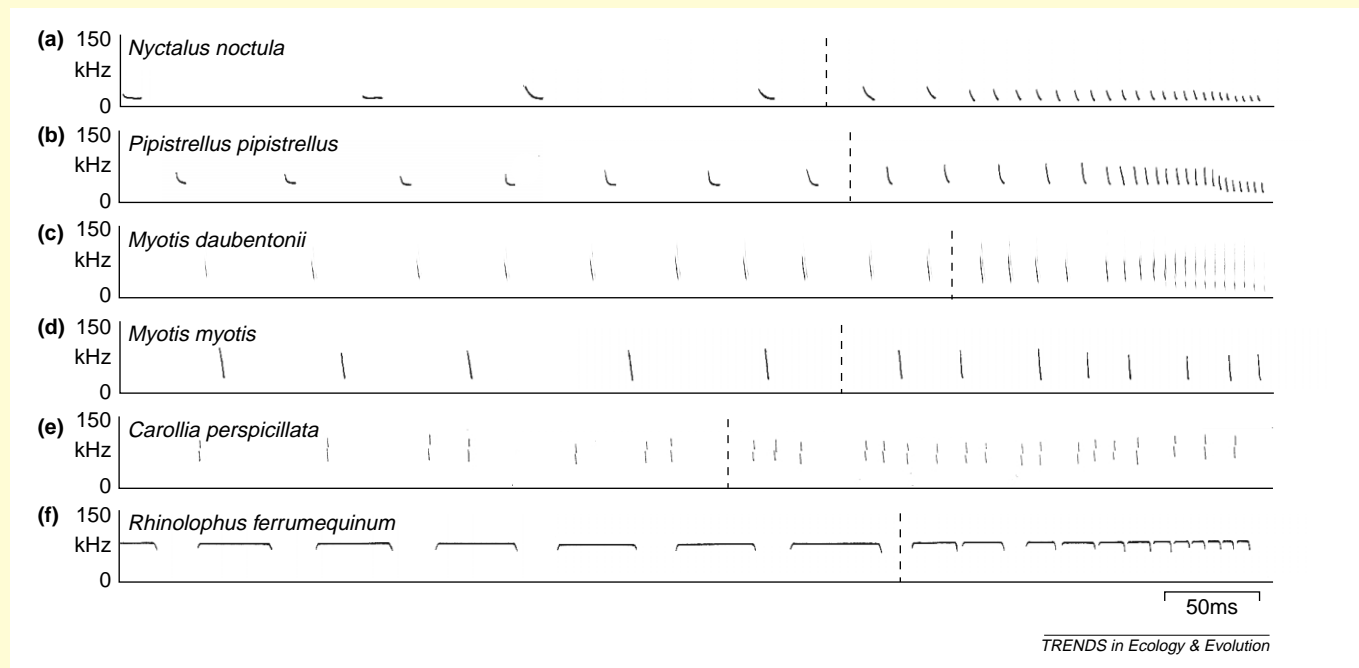 (a) 150
Nyctalus noctula
kHz
0
(b) 150
Pipistrellus pipistrellus
kHz
0
(c) 150
Myotis daubentonii
kHz
0
(d) 150
Myotis myotis
kHz
0
(e) 150
Carollia perspicillata
kHz
0
(f) 150
Rhinolophus ferrumequinum
kHz
0
50ms
TRENDS in Ecology & Evolution